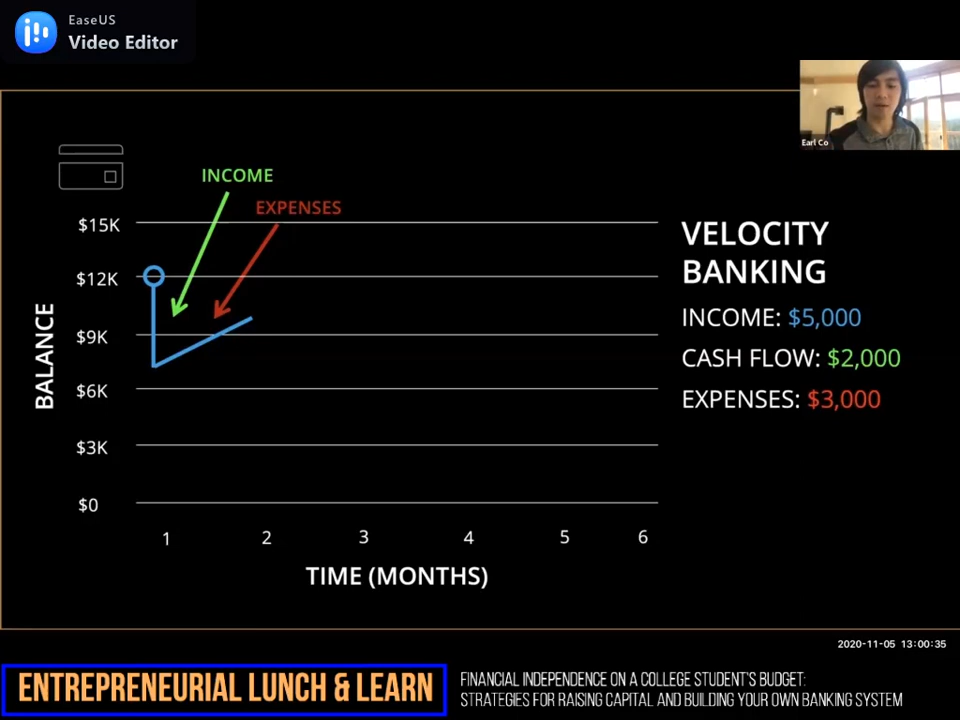 EaseUS
Video Editor
Earl Co
INCOME
EXPENSES
$15K
$12K
$9K
$6K
$3K
$0
BALANCE
1 2 3 4 5 6
TIME (MONTHS)
VELOCITY
BANKING
INCOME: $5,000
CASH FLOW: $2,000
EXPENSES: $3,000
2020-11-05 13:00:35
ENTREPRENEURIAL LUNCH & LEARN
FINANCIAL INDEPENDENCE ON A COLLEGE STUDENT'S BUDGET:
STRATEGIES FOR RAISING CAPITAL AND BUILDING YOUR OWN BANKING SYSTEM